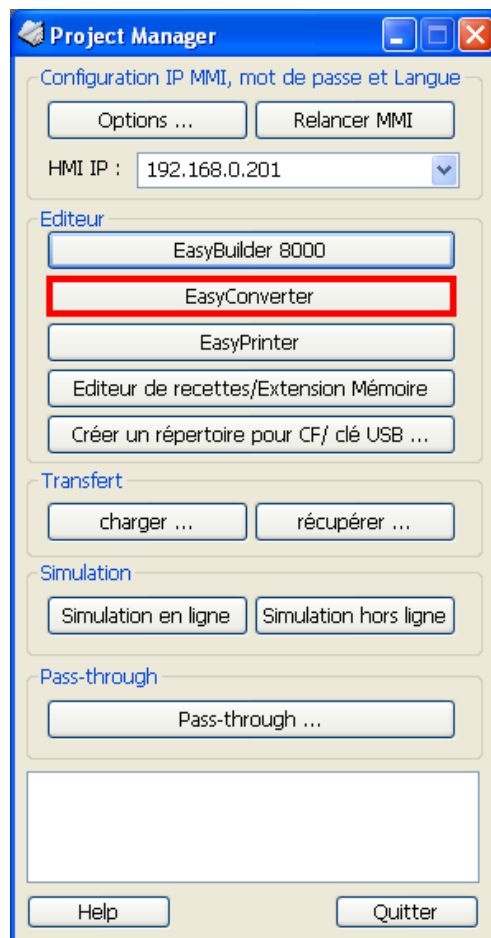 Project Manager
Configuration IP MMI, mot de passe et Langue
Options ... Relancer MMI
HMI IP : 192.168.0.201
Editeur
EasyBuilder 8000
EasyConverter
EasyPrinter
Editeur de recettes/Extension Mémoire
Créer un répertoire pour CF/ clé USB ...
Transfert
charger ... récupérer ...
Simulation
Simulation en ligne Simulation hors ligne
Pass-through
Pass-through ...
Help Quitter